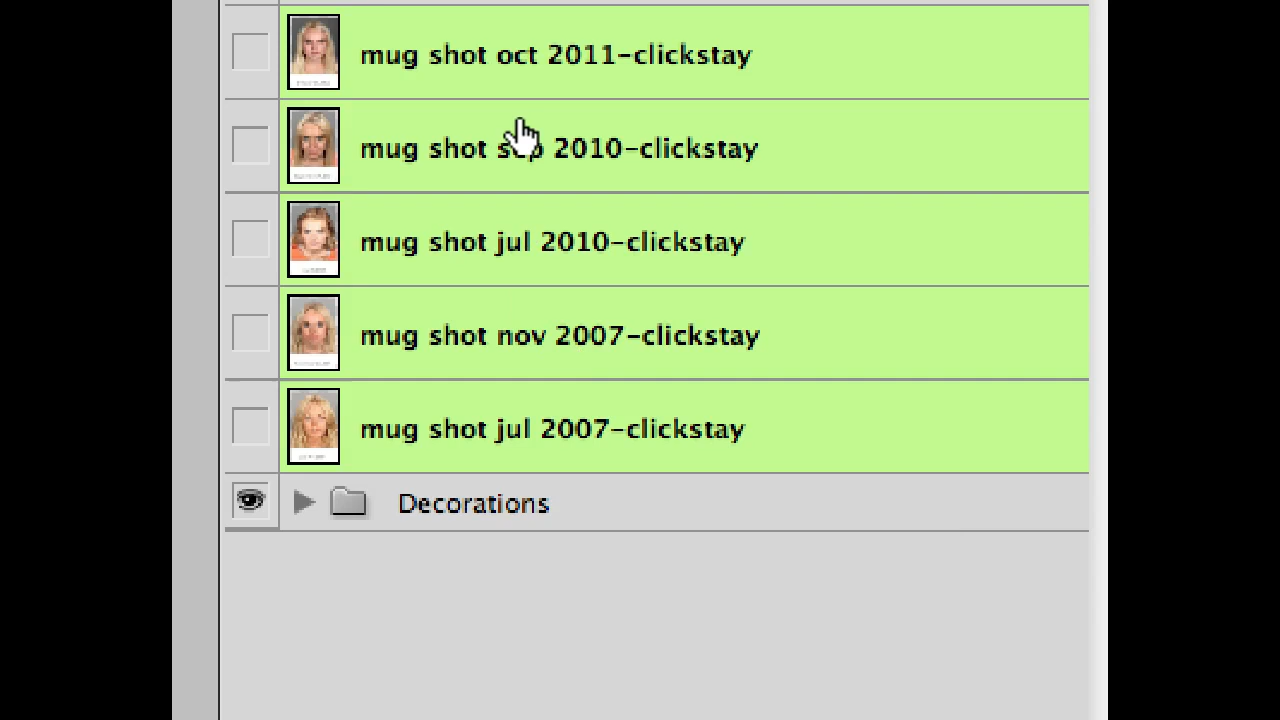 mug shot oct 2011-clickstay
mug shot sep 2010-clickstay
mug shot jul 2010-clickstay
mug shot nov 2007-clickstay
mug shot jul 2007-clickstay
Decorations